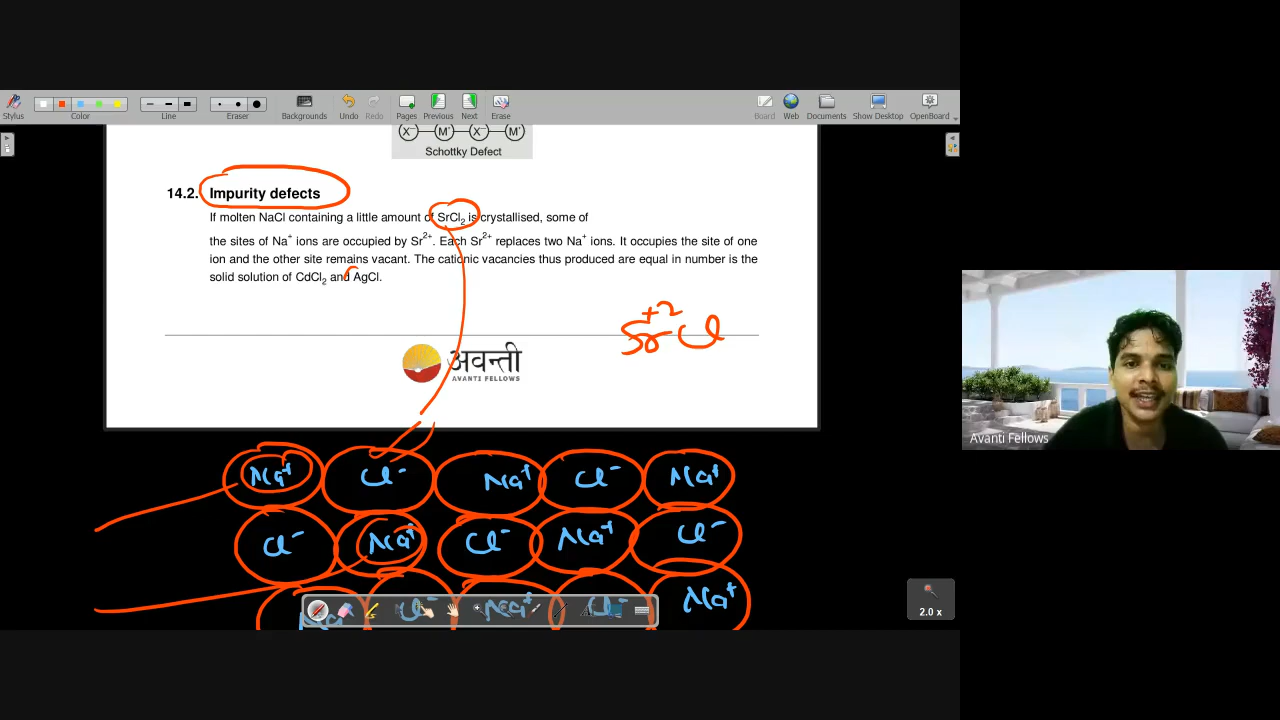 Stylus
Color
Line
Eraser
Backgrounds
Undo
Redo
Pages
Previous
Next
Erase
Board
Web
Documents
Show Desktop
OpenBoard
X⁻ M⁺ X⁻ M⁺
Schottky Defect
14.2. Impurity defects
If molten NaCl containing a little amount of SrCl₂ is crystallised, some of
the sites of Na⁺ ions are occupied by Sr²⁺. Each Sr²⁺ replaces two Na⁺ ions. It occupies the site of one
ion and the other site remains vacant. The cationic vacancies thus produced are equal in number is the
solid solution of CdCl₂ and AgCl.
Sr⁺² Cl
अवन्ती
AVANTI FELLOWS
Avanti Fellows
Na⁺ Cl⁻ Na⁺ Cl⁻ Na⁺
Cl⁻ Na⁺ Cl⁻ Na⁺ Cl⁻
Na⁺ Cl⁻ Na⁺ Cl⁻ Na⁺
2.0 x